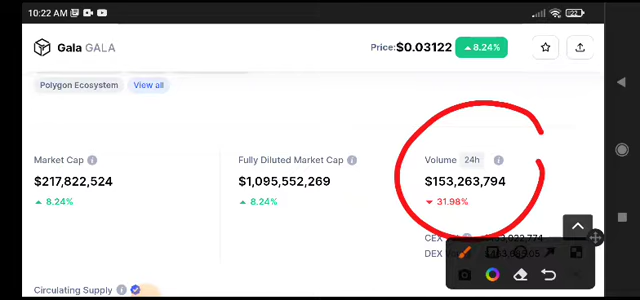 10:22 AM
22
Gala GALA
Price:$0.03122 ▲ 8.24%
Polygon Ecosystem View all
Market Cap
$217,822,524
▲ 8.24%
Fully Diluted Market Cap
$1,095,552,269
▲ 8.24%
Volume 24h
$153,263,794
▼ 31.98%
CEX
DEX
Circulating Supply